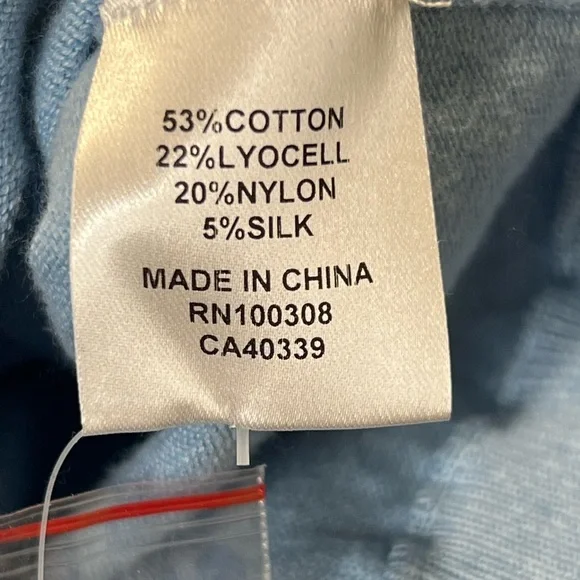 53%COTTON
22%LYOCELL
20%NYLON
5%SILK
MADE IN CHINA
RN100308
CA40339